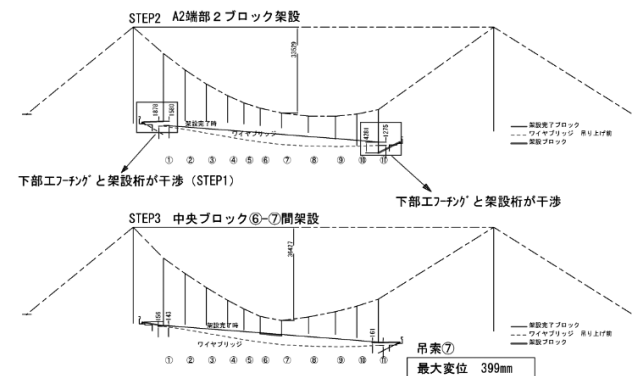 STEP2 A2端部２ブロック架設
33529
1878
1580
架設完了時
ワイヤブリッジ
4261
1275
架設完了ブロック
ワイヤブリッジ 吊り上げ前
架設ブロック
① ② ③ ④ ⑤ ⑥ ⑦ ⑧ ⑨ ⑩ ⑪
下部エフーチングと架設桁が干渉（STEP1）
下部エフーチングと架設桁が干渉
STEP3 中央ブロック⑥-⑦間架設
143
架設完了時
ワイヤブリッジ
161
架設完了ブロック
ワイヤブリッジ 吊り上げ前
架設ブロック
① ② ③ ④ ⑤ ⑥ ⑦ ⑧ ⑨ ⑩ ⑪
吊索⑦
最大変位 399mm